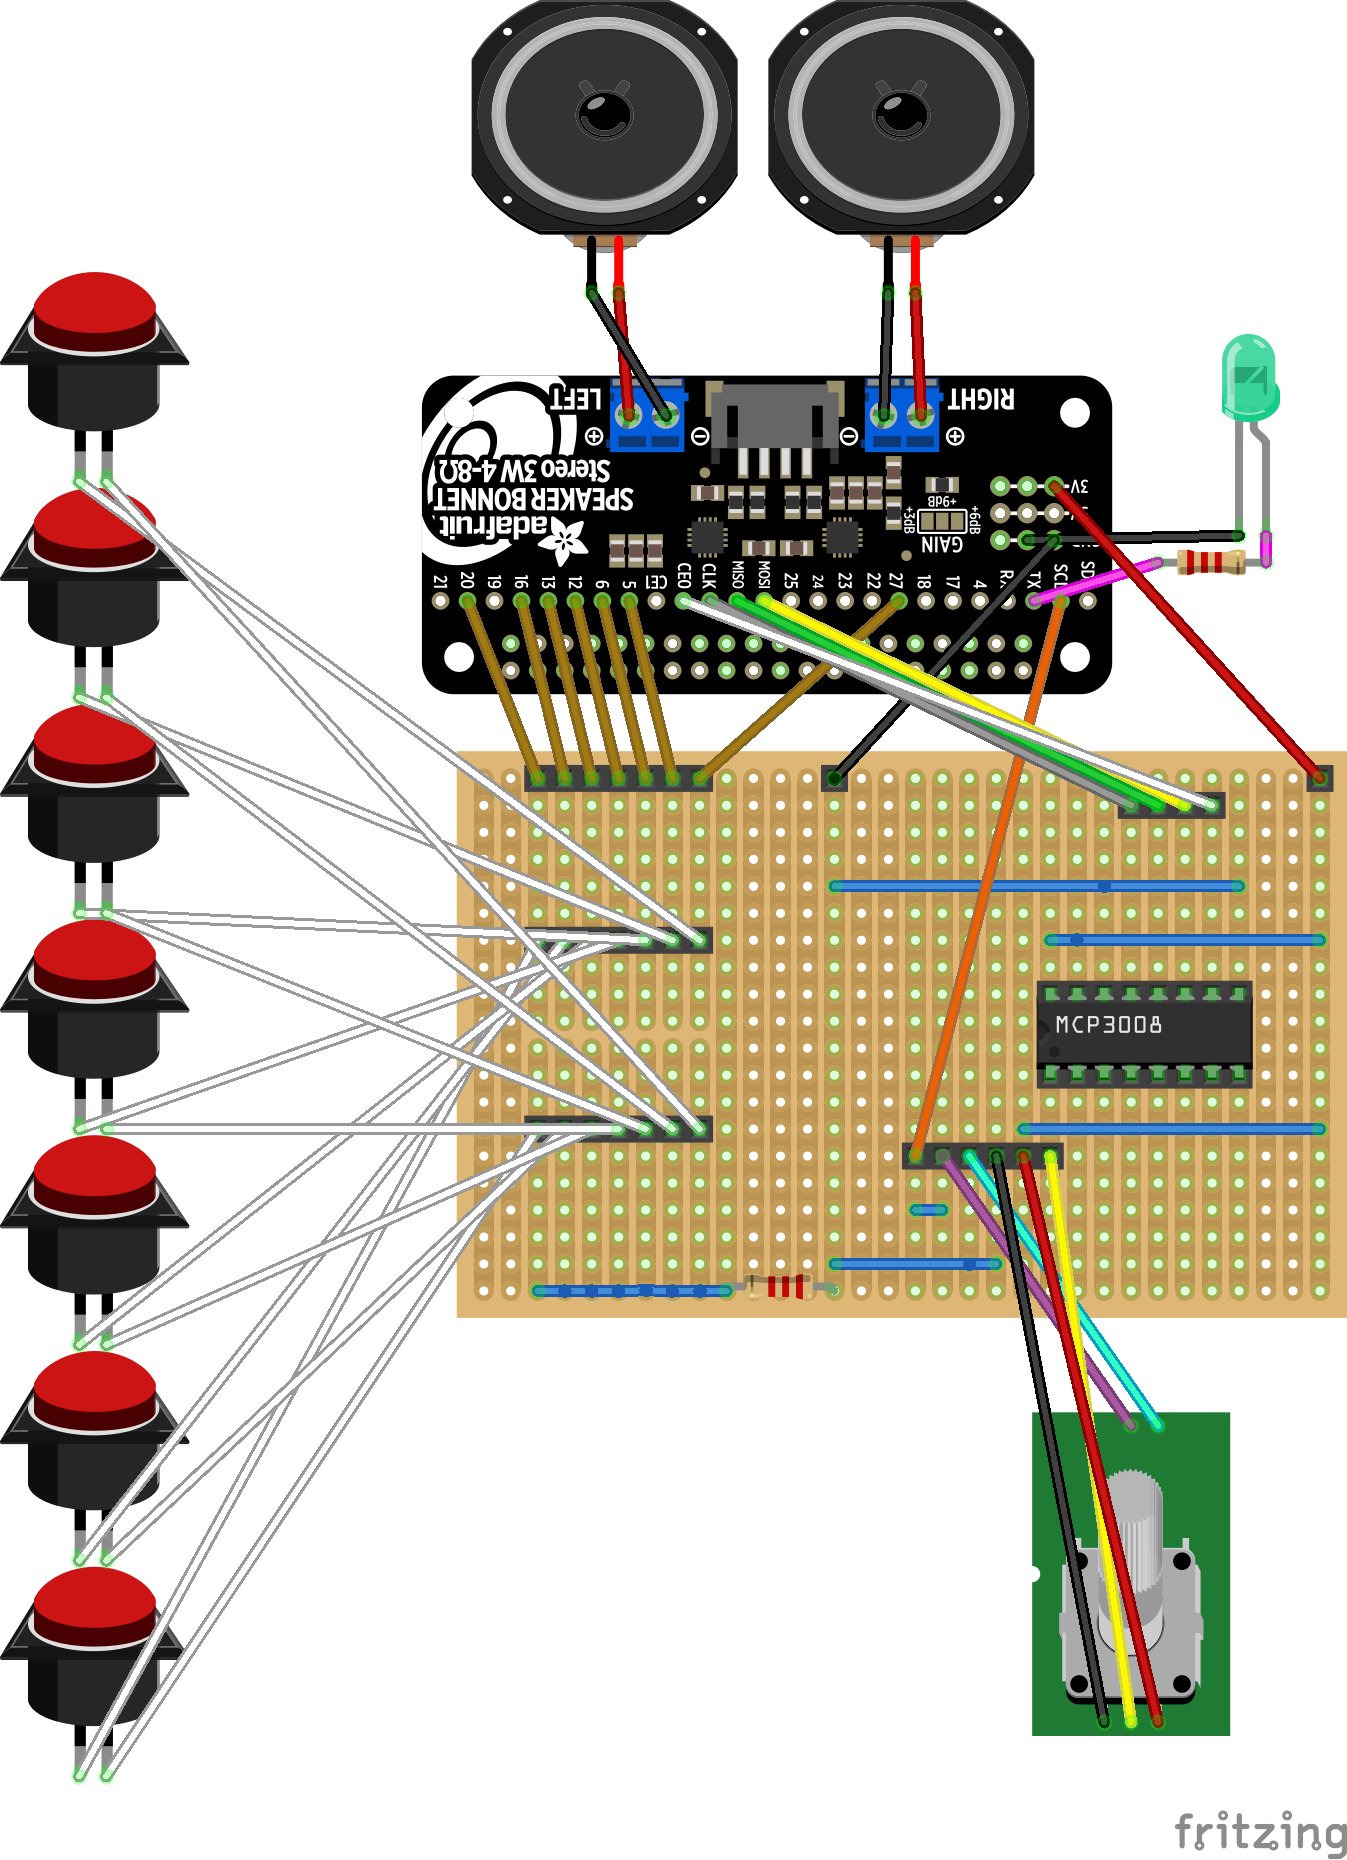 LEFT
RIGHT
Stereo 3W 4-8Ω
SPEAKER BONNET
adafruit
+9dB
+3dB
+6dB
GAIN
3V
21
20
19
16
13
12
6
5
CE1
CE0
CLK
MISO
MOSI
25
24
23
22
27
18
17
4
TX
SCL
MCP3008
fritzing